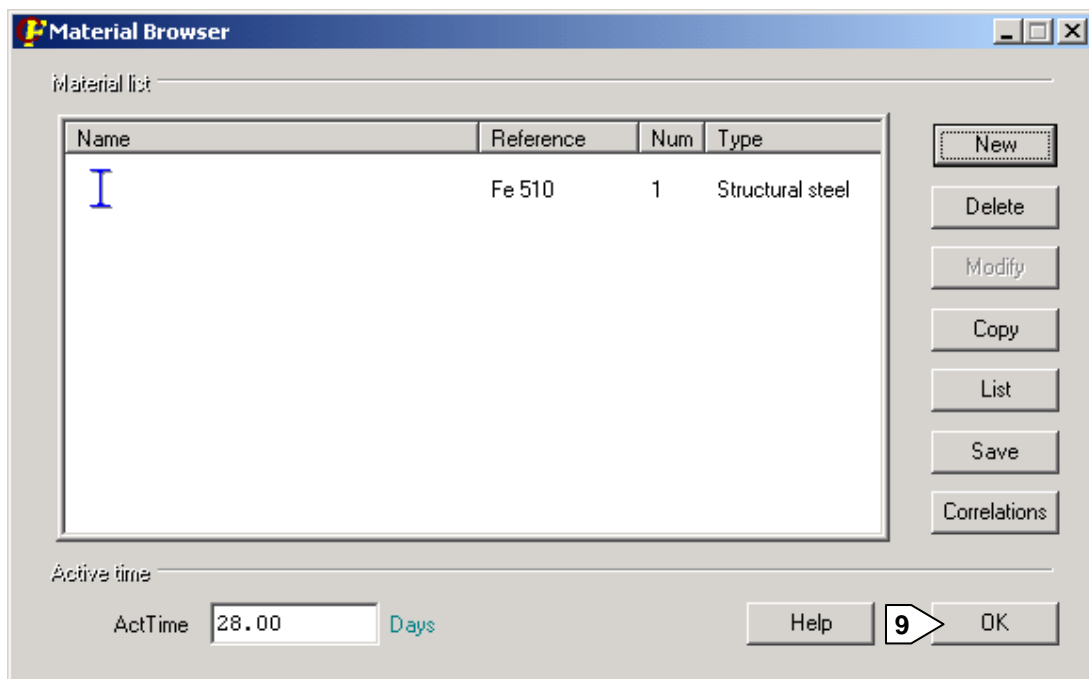 Material Browser
Material list
Name Reference Num Type
Fe 510 1 Structural steel
New
Delete
Modify
Copy
List
Save
Correlations
Active time
ActTime 28.00 Days
Help 9 OK